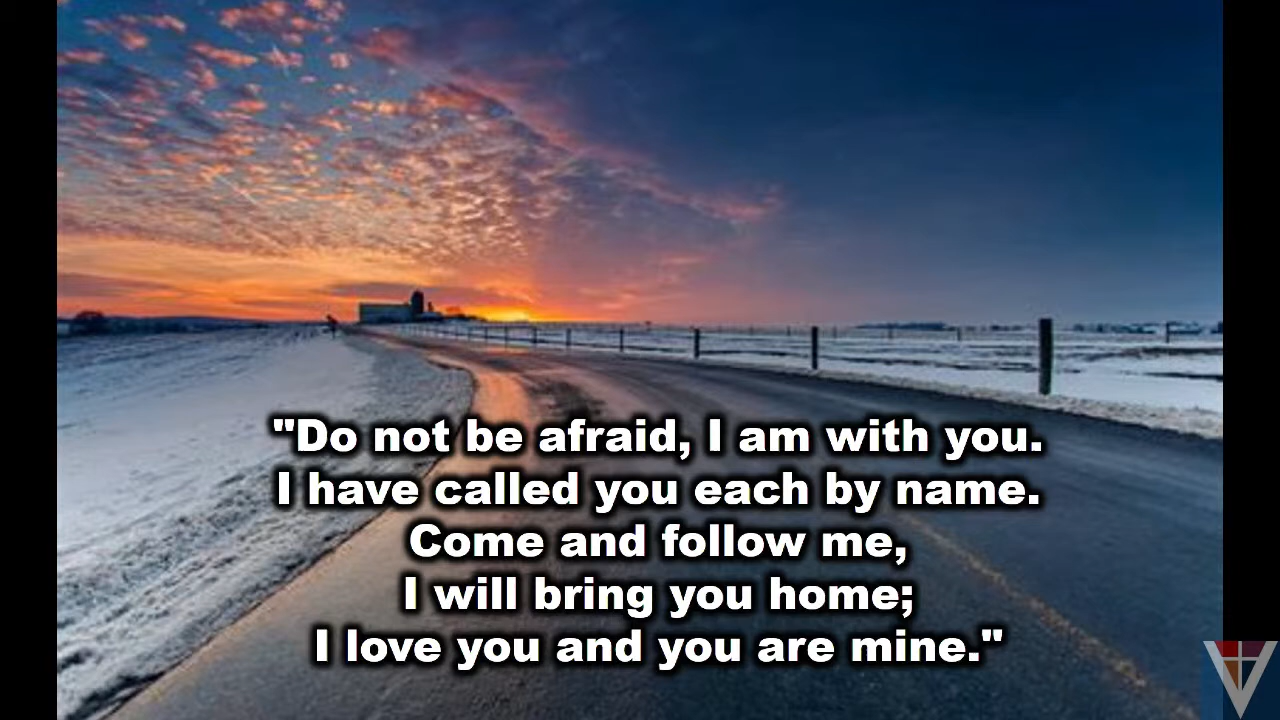 "Do not be afraid, I am with you.
I have called you each by name.
Come and follow me,
I will bring you home;
I love you and you are mine."